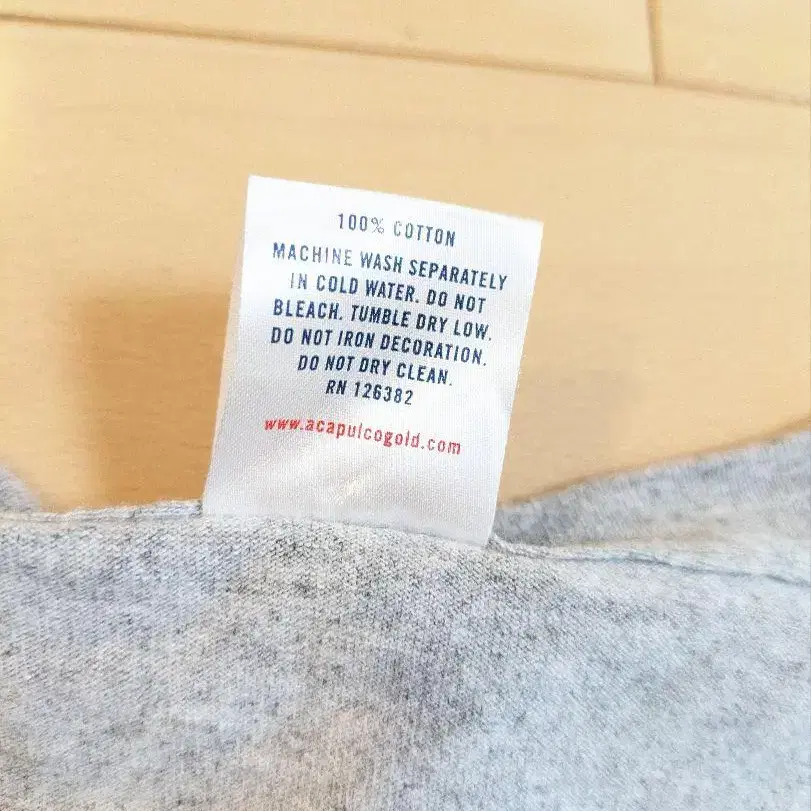 100% COTTON
MACHINE WASH SEPARATELY
IN COLD WATER. DO NOT
BLEACH. TUMBLE DRY LOW.
DO NOT IRON DECORATION.
DO NOT DRY CLEAN.
RN 126382
www.acapulcogold.com